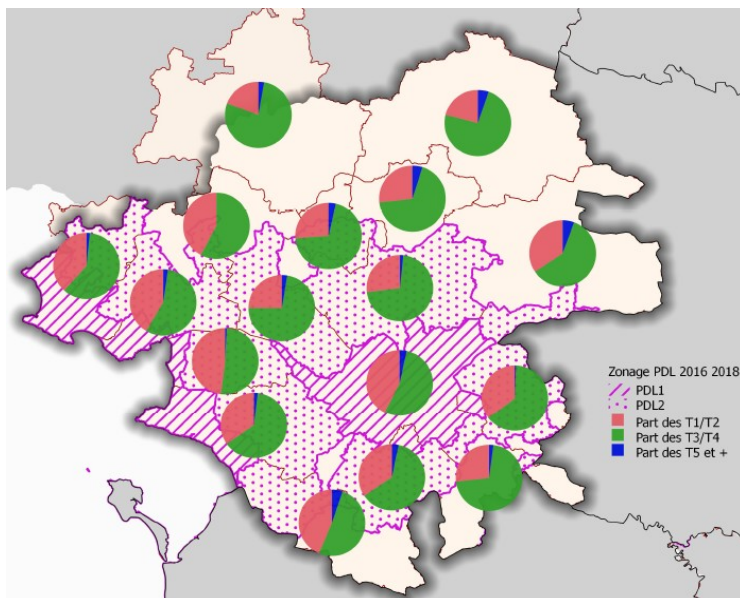 Zonage PDL 2016 2018
PDL1
PDL2
Part des T1/T2
Part des T3/T4
Part des T5 et +